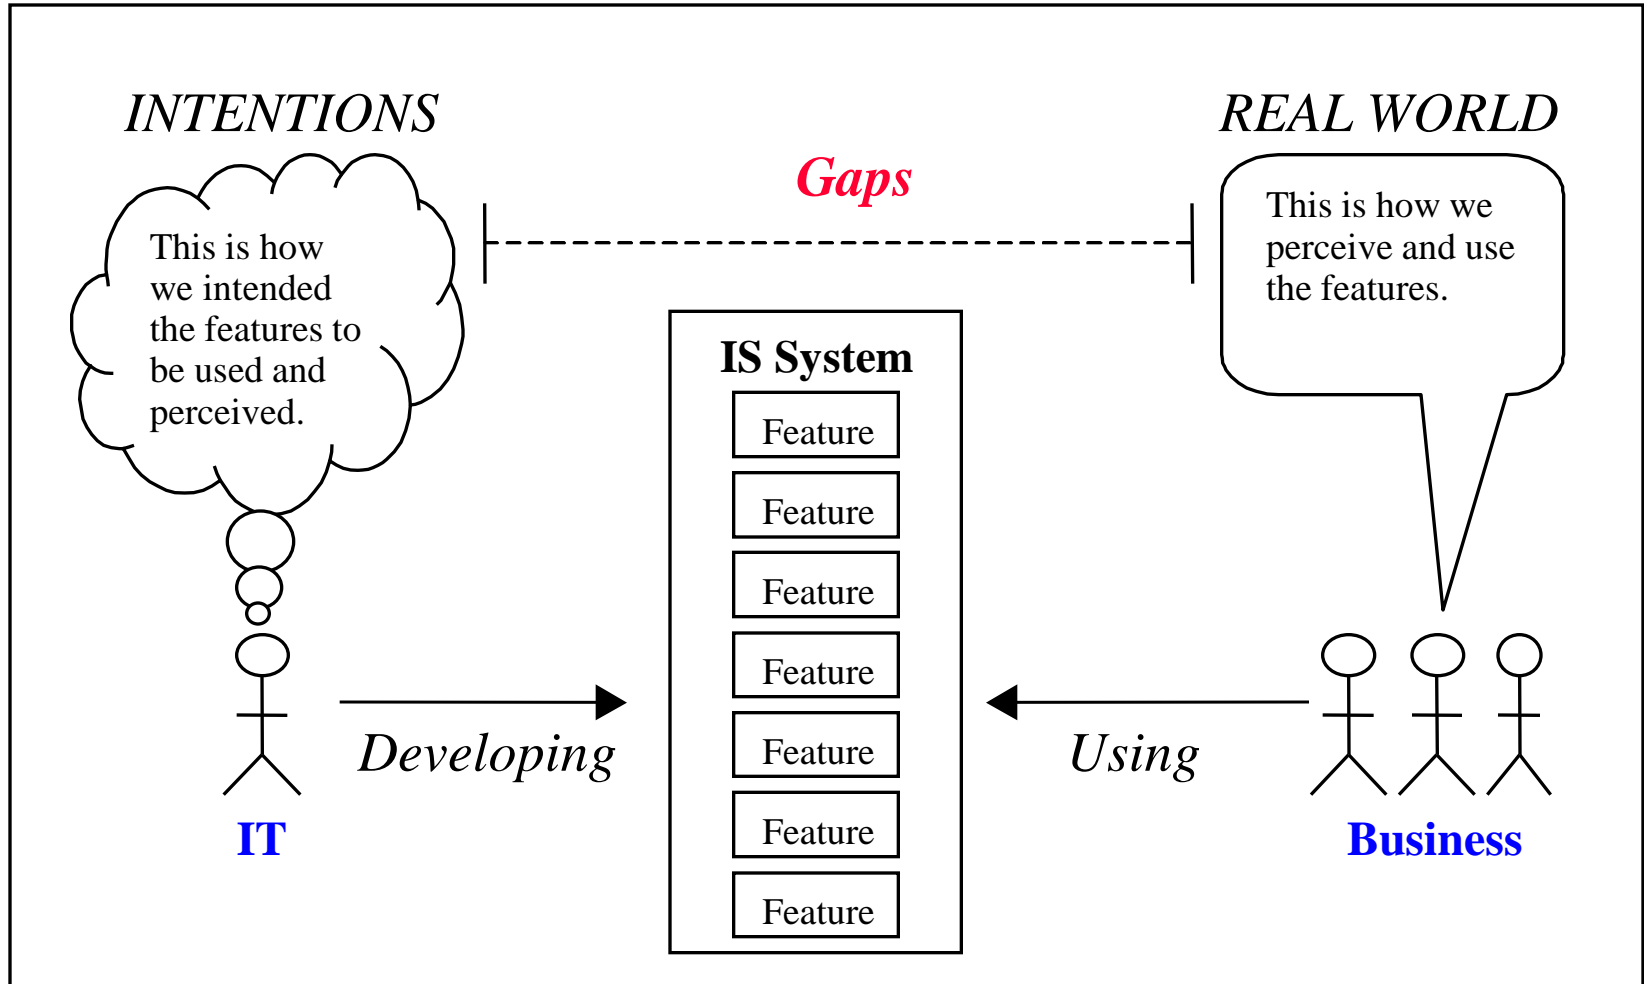 INTENTIONS
REAL WORLD
Gaps
This is how
we intended
the features to
be used and
perceived.
This is how we
perceive and use
the features.
IS System
Feature
Feature
Feature
Feature
Feature
Feature
Feature
Developing
Using
IT
Business